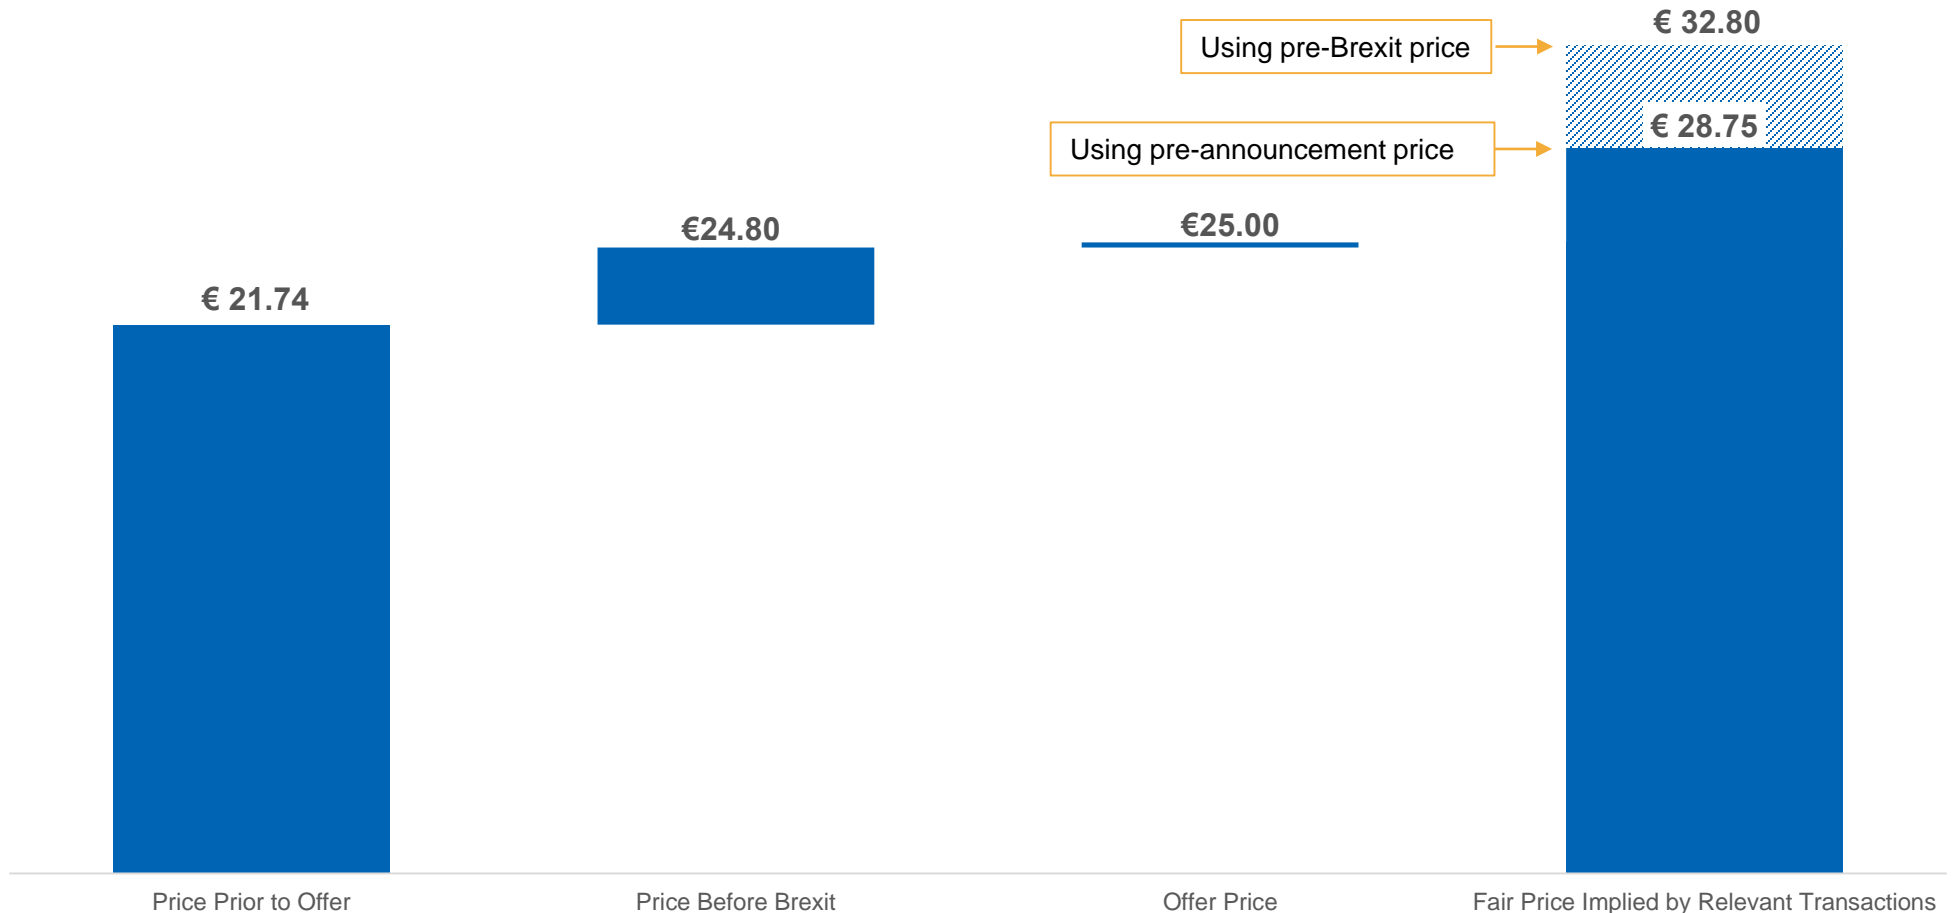 € 32.80
Using pre-Brexit price
€ 28.75
Using pre-announcement price
€24.80
€25.00
€ 21.74
Price Prior to Offer
Price Before Brexit
Offer Price
Fair Price Implied by Relevant Transactions